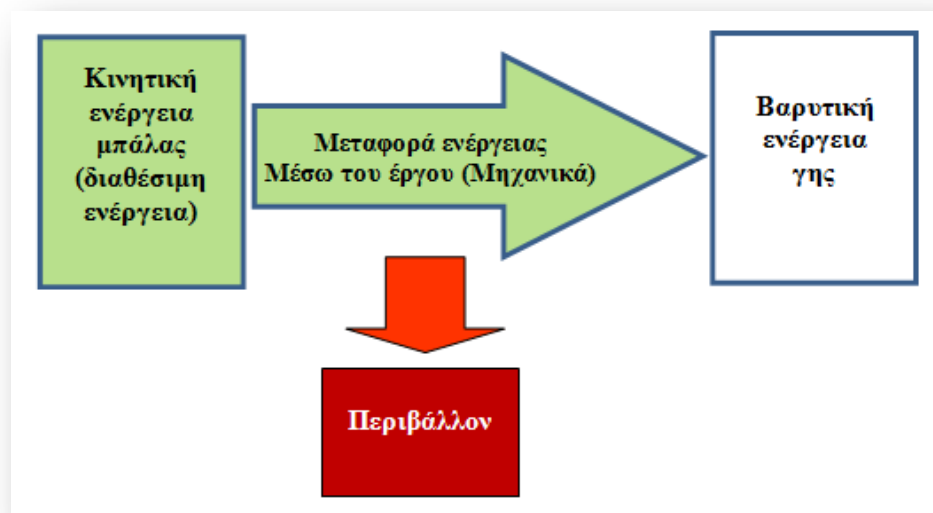 Κινητική
ενέργεια
μπάλας
(διαθέσιμη
ενέργεια)
Μεταφορά ενέργειας
Μέσω του έργου (Μηχανικά)
Βαρυτική
ενέργεια
γης
Περιβάλλον